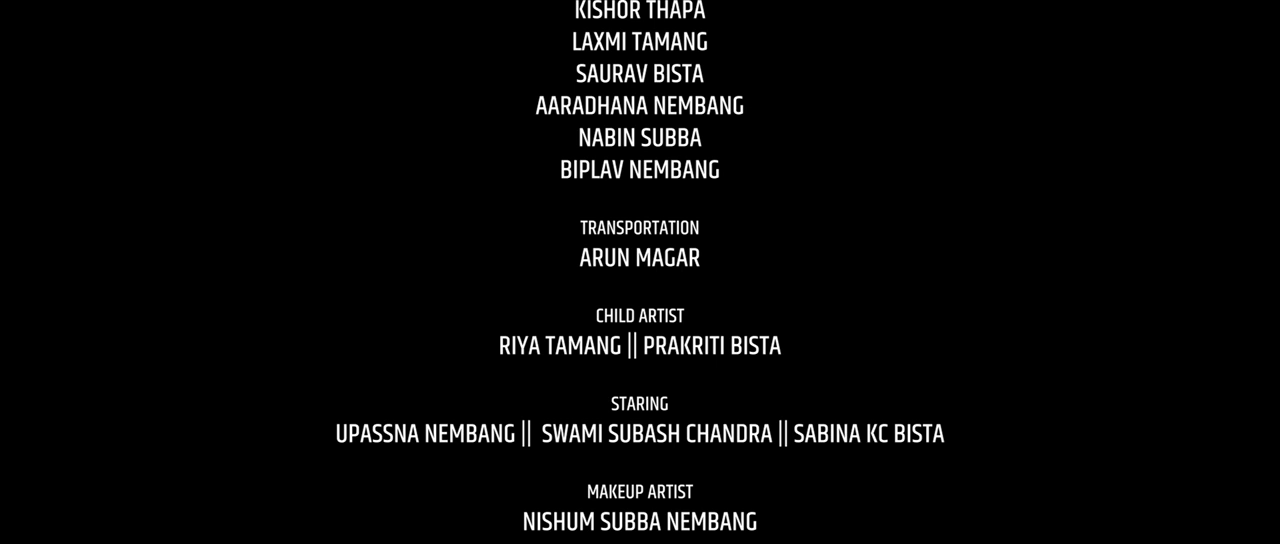 KISHOR THAPA
LAXMI TAMANG
SAURAV BISTA
AARADHANA NEMBANG
NABIN SUBBA
BIPLAV NEMBANG
TRANSPORTATION
ARUN MAGAR
CHILD ARTIST
RIYA TAMANG || PRAKRITI BISTA
STARING
UPASSNA NEMBANG || SWAMI SUBASH CHANDRA || SABINA KC BISTA
MAKEUP ARTIST
NISHUM SUBBA NEMBANG